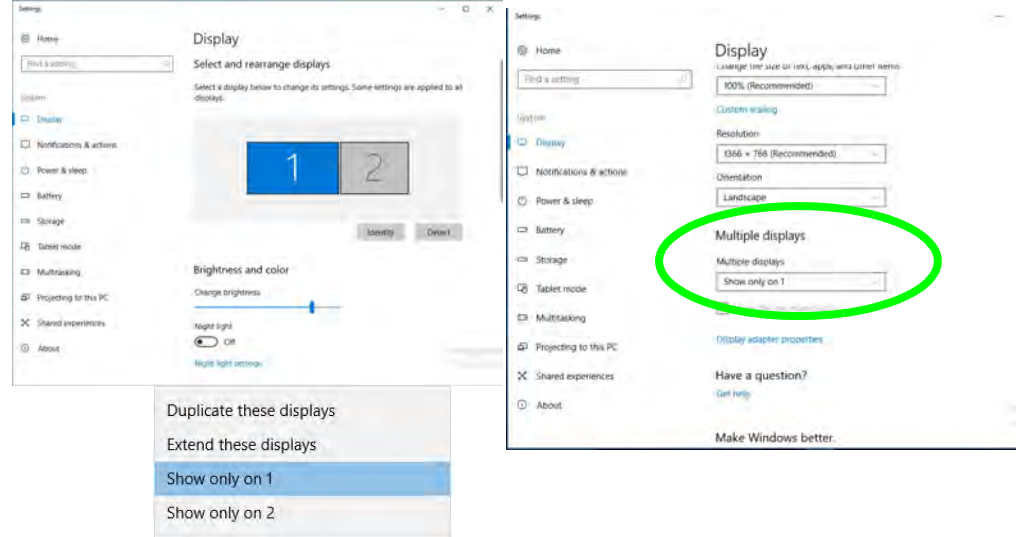 Settings
Home
Display
Find a setting
Select and rearrange displays
Select a display below to change its settings. Some settings are applied to all
displays.
System
Display
Notifications & actions
Power & sleep
Battery
Storage
Tablet mode
Multitasking
Projecting to this PC
Shared experiences
About
1
2
Identify
Detect
Brightness and color
Change brightness
Night light
Off
Night light settings
Duplicate these displays
Extend these displays
Show only on 1
Show only on 2
Settings
Home
Find a setting
System
Display
Notifications & actions
Power & sleep
Battery
Storage
Tablet mode
Multitasking
Projecting to this PC
Shared experiences
About
Display
Change the size of text, apps, and other items
100% (Recommended)
Custom scaling
Resolution
1366 × 768 (Recommended)
Orientation
Landscape
Multiple displays
Multiple displays
Show only on 1
Display adapter properties
Have a question?
Get help
Make Windows better.